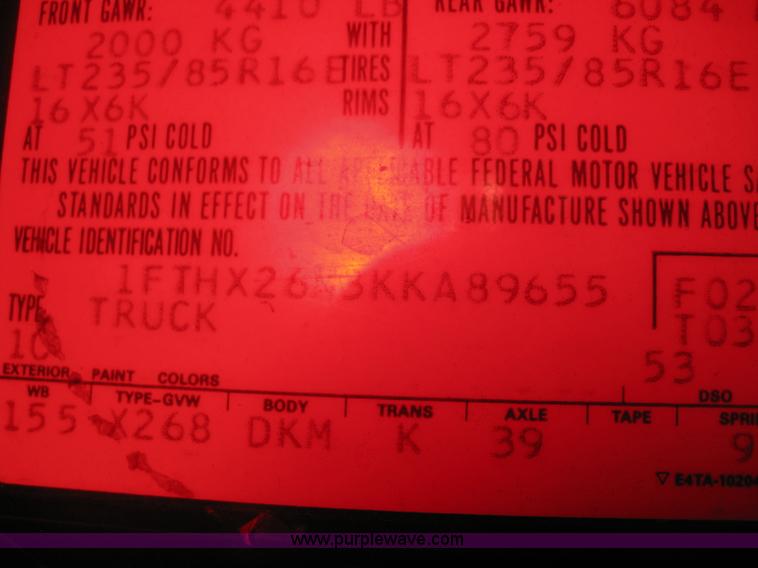 FRONT GAWR: 4410 LB REAR GAWR: 6084
2000 KG WITH 2759 KG
LT235/85R16E TIRES LT235/85R16E
16X6K RIMS 16X6K
AT 51 PSI COLD AT 80 PSI COLD
THIS VEHICLE CONFORMS TO ALL APPLICABLE FEDERAL MOTOR VEHICLE
STANDARDS IN EFFECT ON THE DATE OF MANUFACTURE SHOWN ABOVE
VEHICLE IDENTIFICATION NO.
F02
TYPE TRUCK T03
53
EXTERIOR PAINT COLORS DSO
WB TYPE-GVW BODY TRANS AXLE TAPE SPRI
155 X268 DKM K 39 9
▽ E4TA-1020
www.purplewave.com